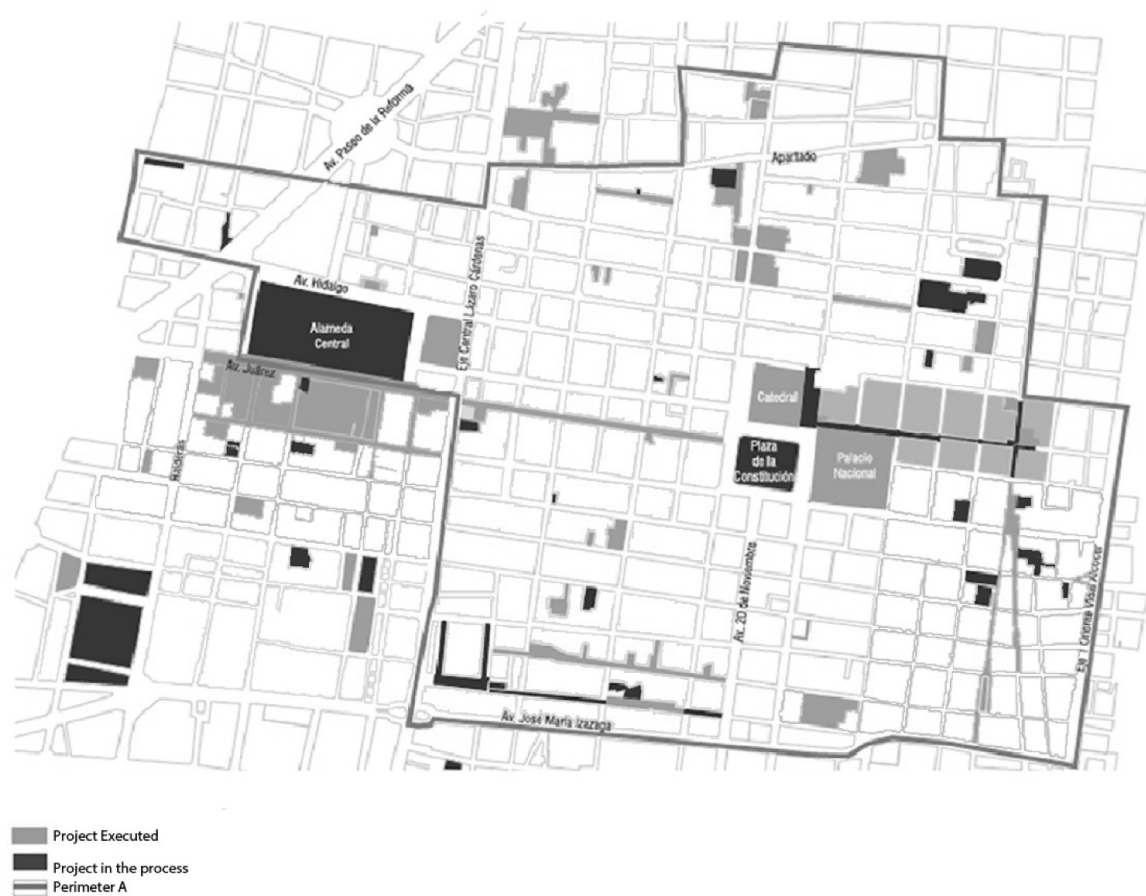 Av. Paseo de la Reforma
Apartado
Eje Central Lázaro Cárdenas
Av. Hidalgo
Alameda
Central
Av. Juárez
Catedral
Balderas
Plaza
de la
Constitución
Palacio
Nacional
Av. 20 de Noviembre
Eje 1 Oriente Vidal Alcocer
Av. José María Izazaga
Project Executed
Project in the process
Perimeter A